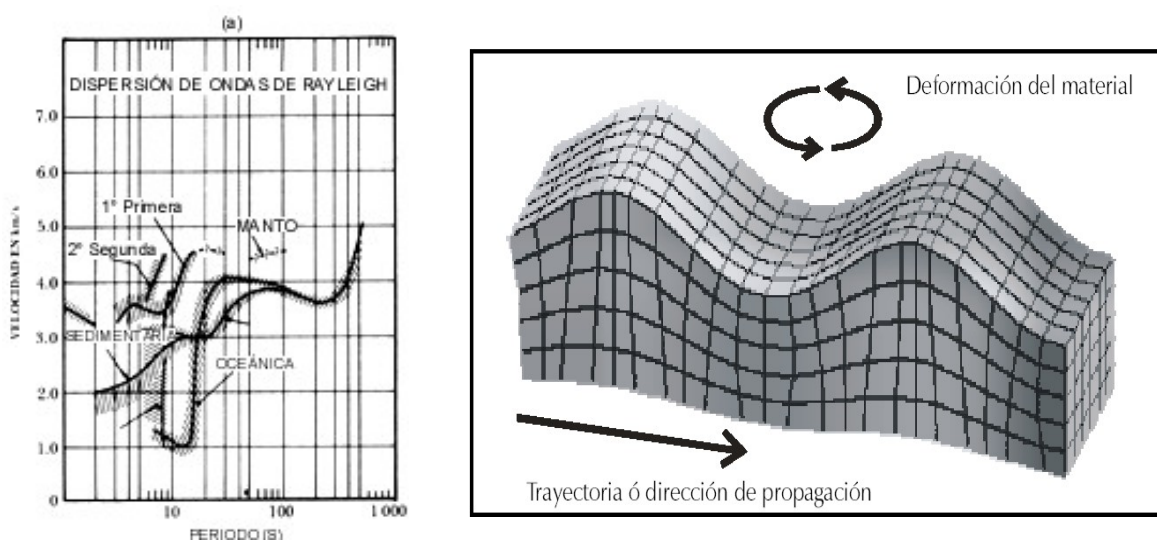 (a)
DISPERSIÓN DE ONDAS DE RAYLEIGH
7.0
6.0
5.0
4.0
3.0
2.0
1.0
0
VELOCIDAD EN km/s
1º Primera
2º Segunda
MANTO
SEDIMENTARIA
OCEÁNICA
10 100 1 000
PERIODO (S)
Deformación del material
Trayectoria ó dirección de propagación